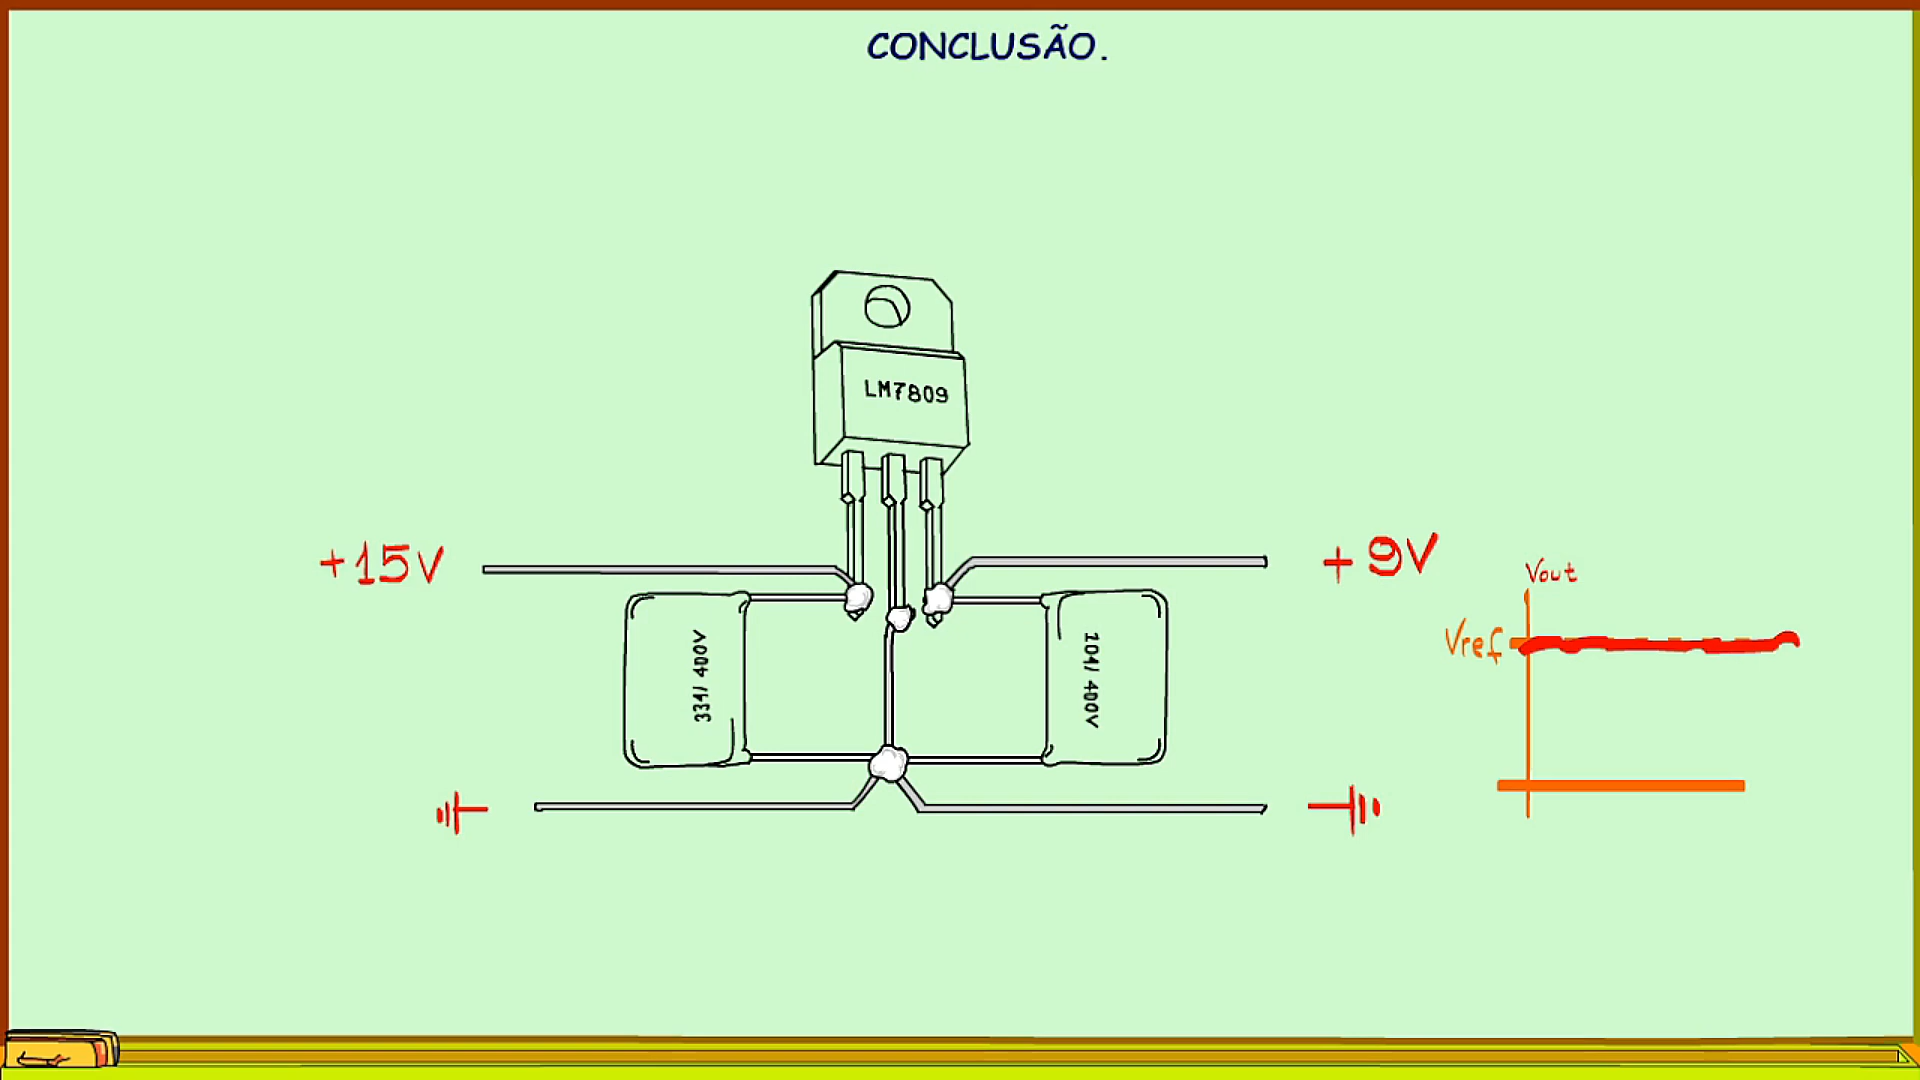 CONCLUSÃO.
LM7809
+15V
+9V
Vout
Vref
334/ 400V
104/ 400V